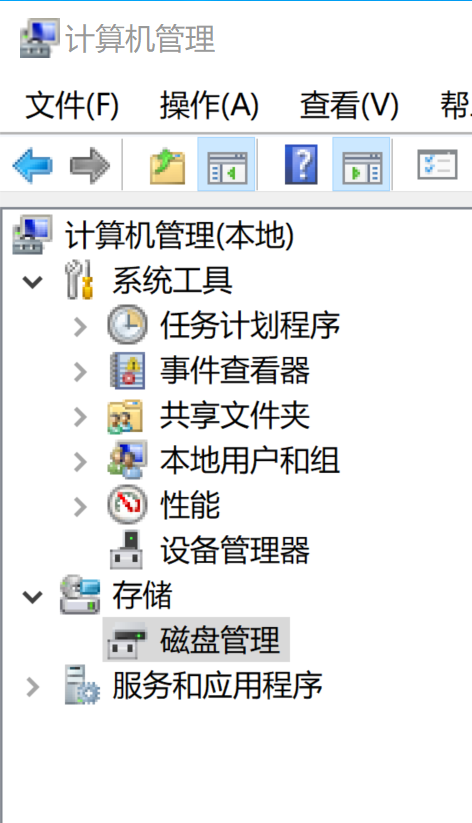 计算机管理
文件(F) 操作(A) 查看(V) 帮
计算机管理(本地)
系统工具
任务计划程序
事件查看器
共享文件夹
本地用户和组
性能
设备管理器
存储
磁盘管理
服务和应用程序